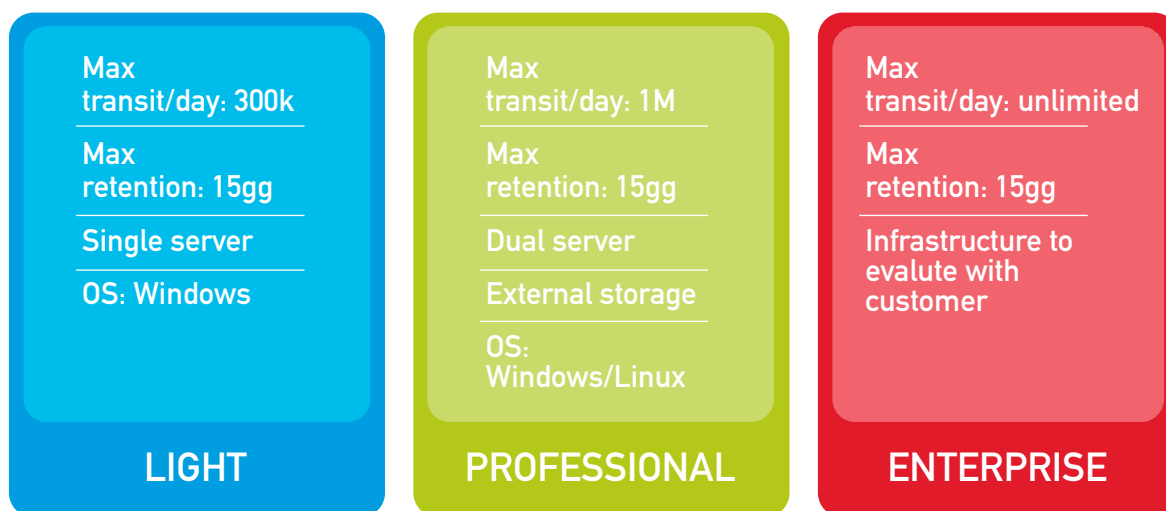 Max
transit/day: 300k
Max
retention: 15gg
Single server
OS: Windows
LIGHT
Max
transit/day: 1M
Max
retention: 15gg
Dual server
External storage
OS:
Windows/Linux
PROFESSIONAL
Max
transit/day: unlimited
Max
retention: 15gg
Infrastructure to
evalute with
customer
ENTERPRISE